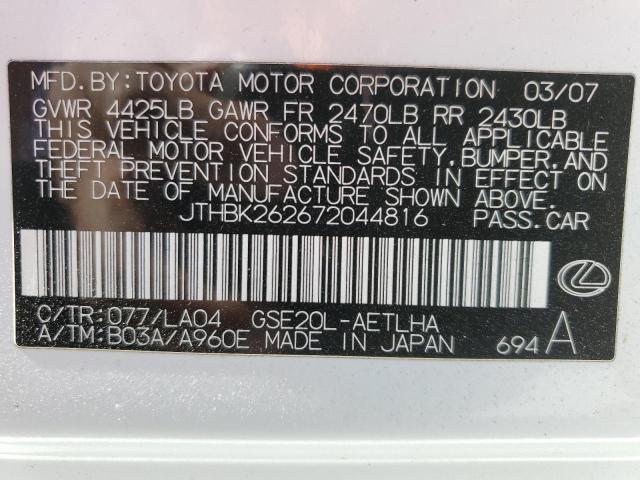 MFD. BY: TOYOTA MOTOR CORPORATION 03/07
GVWR 4425LB GAWR FR 2470LB RR 2430LB
THIS VEHICLE CONFORMS TO ALL APPLICABLE
FEDERAL MOTOR VEHICLE SAFETY, BUMPER, AND
THEFT PREVENTION STANDARDS IN EFFECT ON
THE DATE OF MANUFACTURE SHOWN ABOVE.
JTHBK262672044816 PASS. CAR
C/TR: 077/LA04 GSE20L-AETLHA
A/TM: B03A/A960E MADE IN JAPAN 694 A